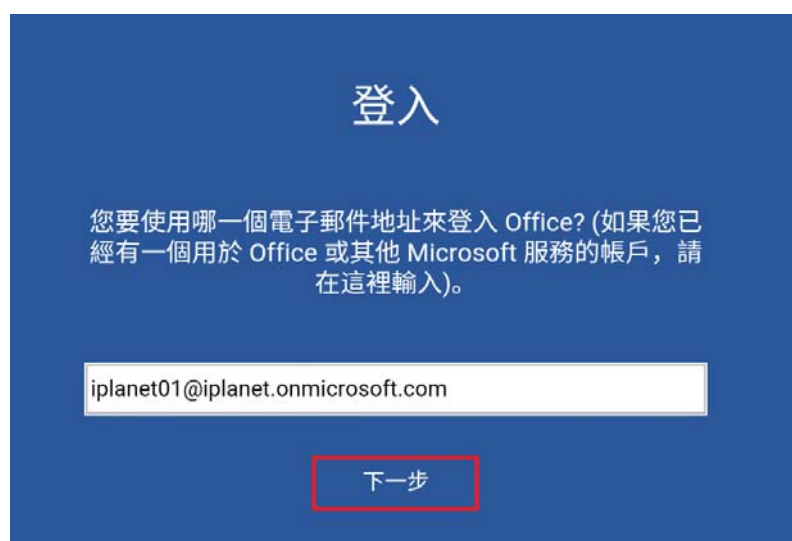 登入
您要使用哪一個電子郵件地址來登入 Office? (如果您已
經有一個用於 Office 或其他 Microsoft 服務的帳戶，請
在這裡輸入)。
iplanet01@iplanet.onmicrosoft.com
下一步